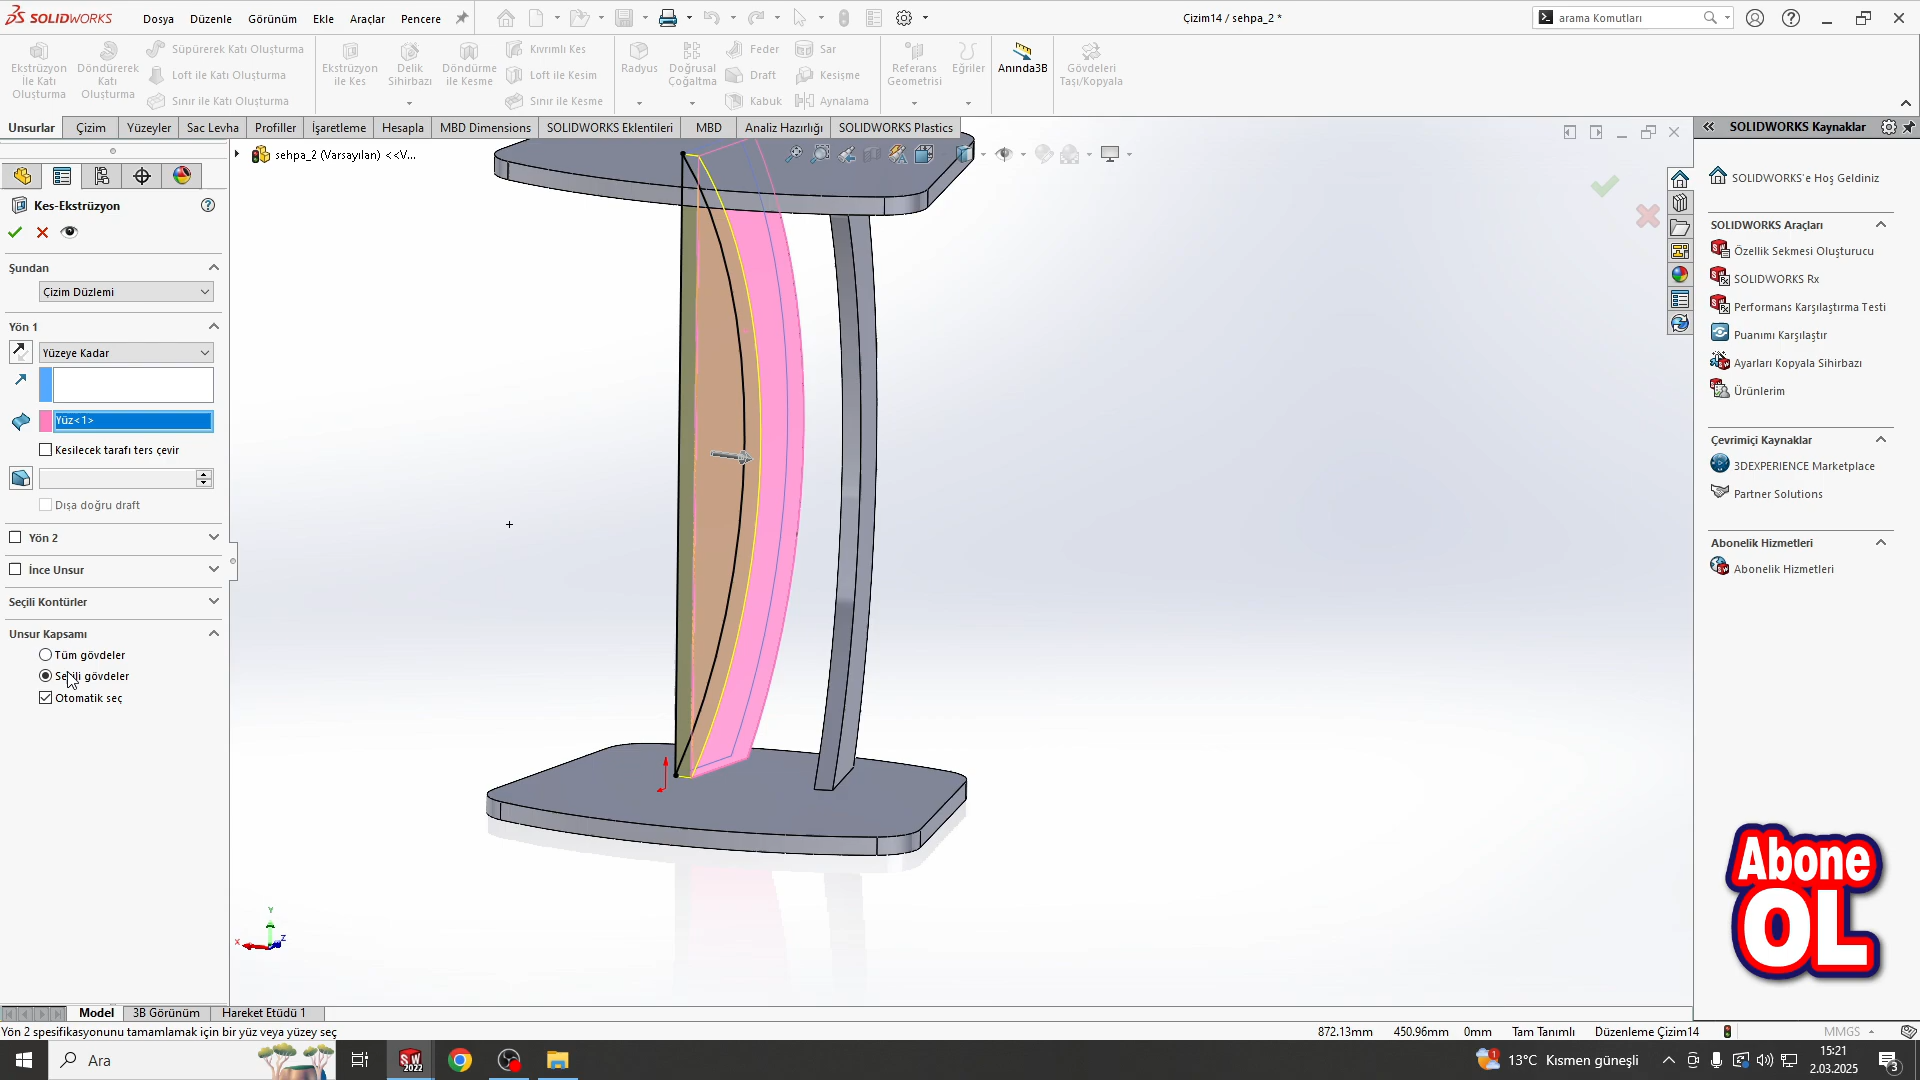 SOLIDWORKS
Dosya Düzenle Görünüm Ekle Araçlar Pencere
Çizim14 / sehpa_2 *
arama Komutları
Ekstrüzyon İle Katı Oluşturma
Döndürerek Katı Oluşturma
Süpürerek Katı Oluşturma
Loft ile Katı Oluşturma
Sınır ile Katı Oluşturma
Ekstrüzyon ile Kes
Delik Sihirbazı
Döndürme ile Kesme
Kıvrımlı Kes
Loft ile Kesim
Sınır ile Kesme
Radyus
Doğrusal Çoğaltma
Feder
Draft
Kabuk
Sar
Kesişme
Aynalama
Referans Geometrisi
Eğriler
Anında3B
Gövdeleri Taşı/Kopyala
Unsurlar Çizim Yüzeyler Sac Levha Profiller İşaretleme Hesapla MBD Dimensions SOLIDWORKS Eklentileri MBD Analiz Hazırlığı SOLIDWORKS Plastics
sehpa_2 (Varsayılan) <<V...
Kes-Ekstrüzyon
Şundan
Çizim Düzlemi
Yön 1
Yüzeye Kadar
Yüz<1>
Kesilecek tarafı ters çevir
Dışa doğru draft
Yön 2
İnce Unsur
Seçili Kontürler
Unsur Kapsamı
Tüm gövdeler
Seçili gövdeler
Otomatik seç
Y
X
Z
SOLIDWORKS Kaynaklar
SOLIDWORKS'e Hoş Geldiniz
SOLIDWORKS Araçları
Özellik Sekmesi Oluşturucu
SOLIDWORKS Rx
Performans Karşılaştırma Testi
Puanımı Karşılaştır
Ayarları Kopyala Sihirbazı
Ürünlerim
Çevrimiçi Kaynaklar
3DEXPERIENCE Marketplace
Partner Solutions
Abonelik Hizmetleri
Abonelik Hizmetleri
Abone
OL
Model 3B Görünüm Hareket Etüdü 1
Yön 2 spesifikasyonunu tamamlamak için bir yüz veya yüzey seç
872.13mm 450.96mm 0mm Tam Tanımlı Düzenleme Çizim14 MMGS
Ara
SW 2022
1
13°C Kısmen güneşli
15:21
2.03.2025
3